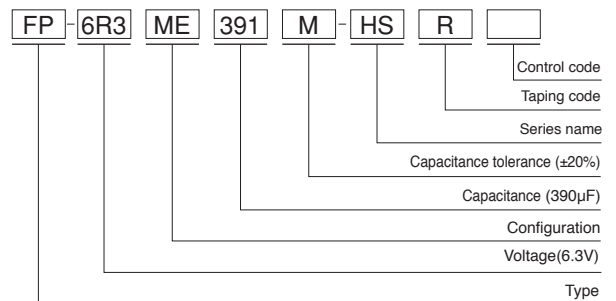 FP-6R3 ME 391 M-HS R
Control code
Taping code
Series name
Capacitance tolerance (±20%)
Capacitance (390µF)
Configuration
Voltage(6.3V)
Type